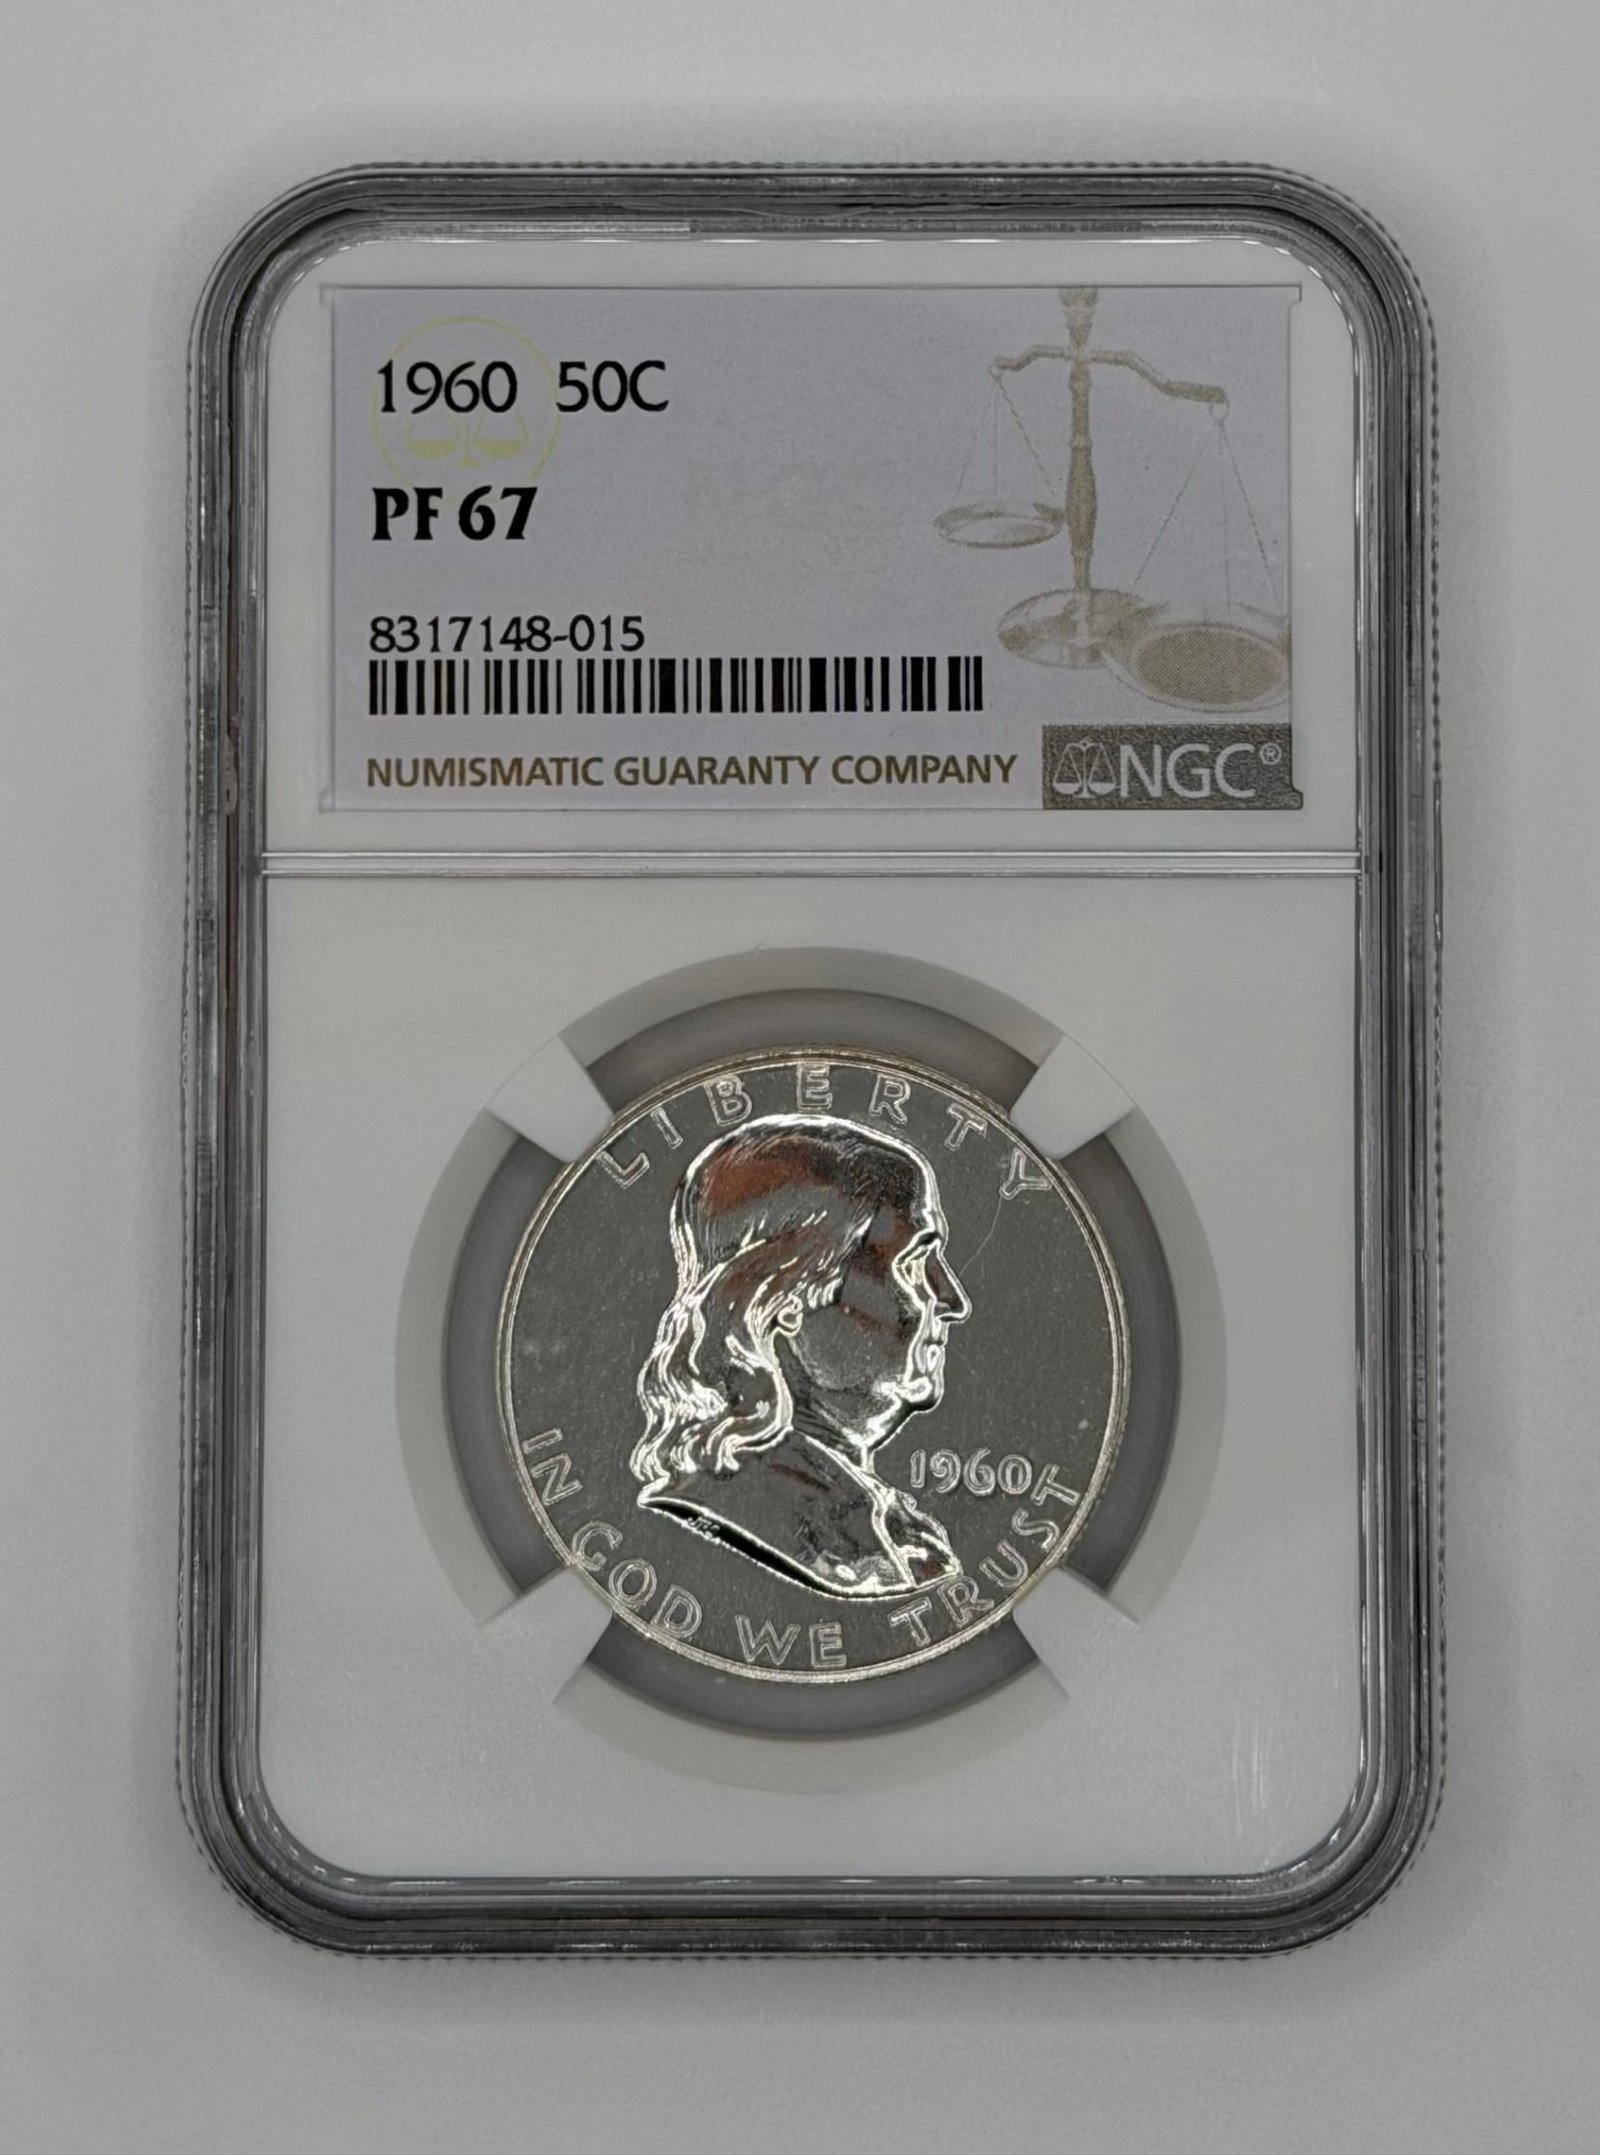 1960 50C
PF 67
8317148-015
NUMISMATIC GUARANTY COMPANY
NGC®
LIBERTY
1960
IN GOD WE TRUST